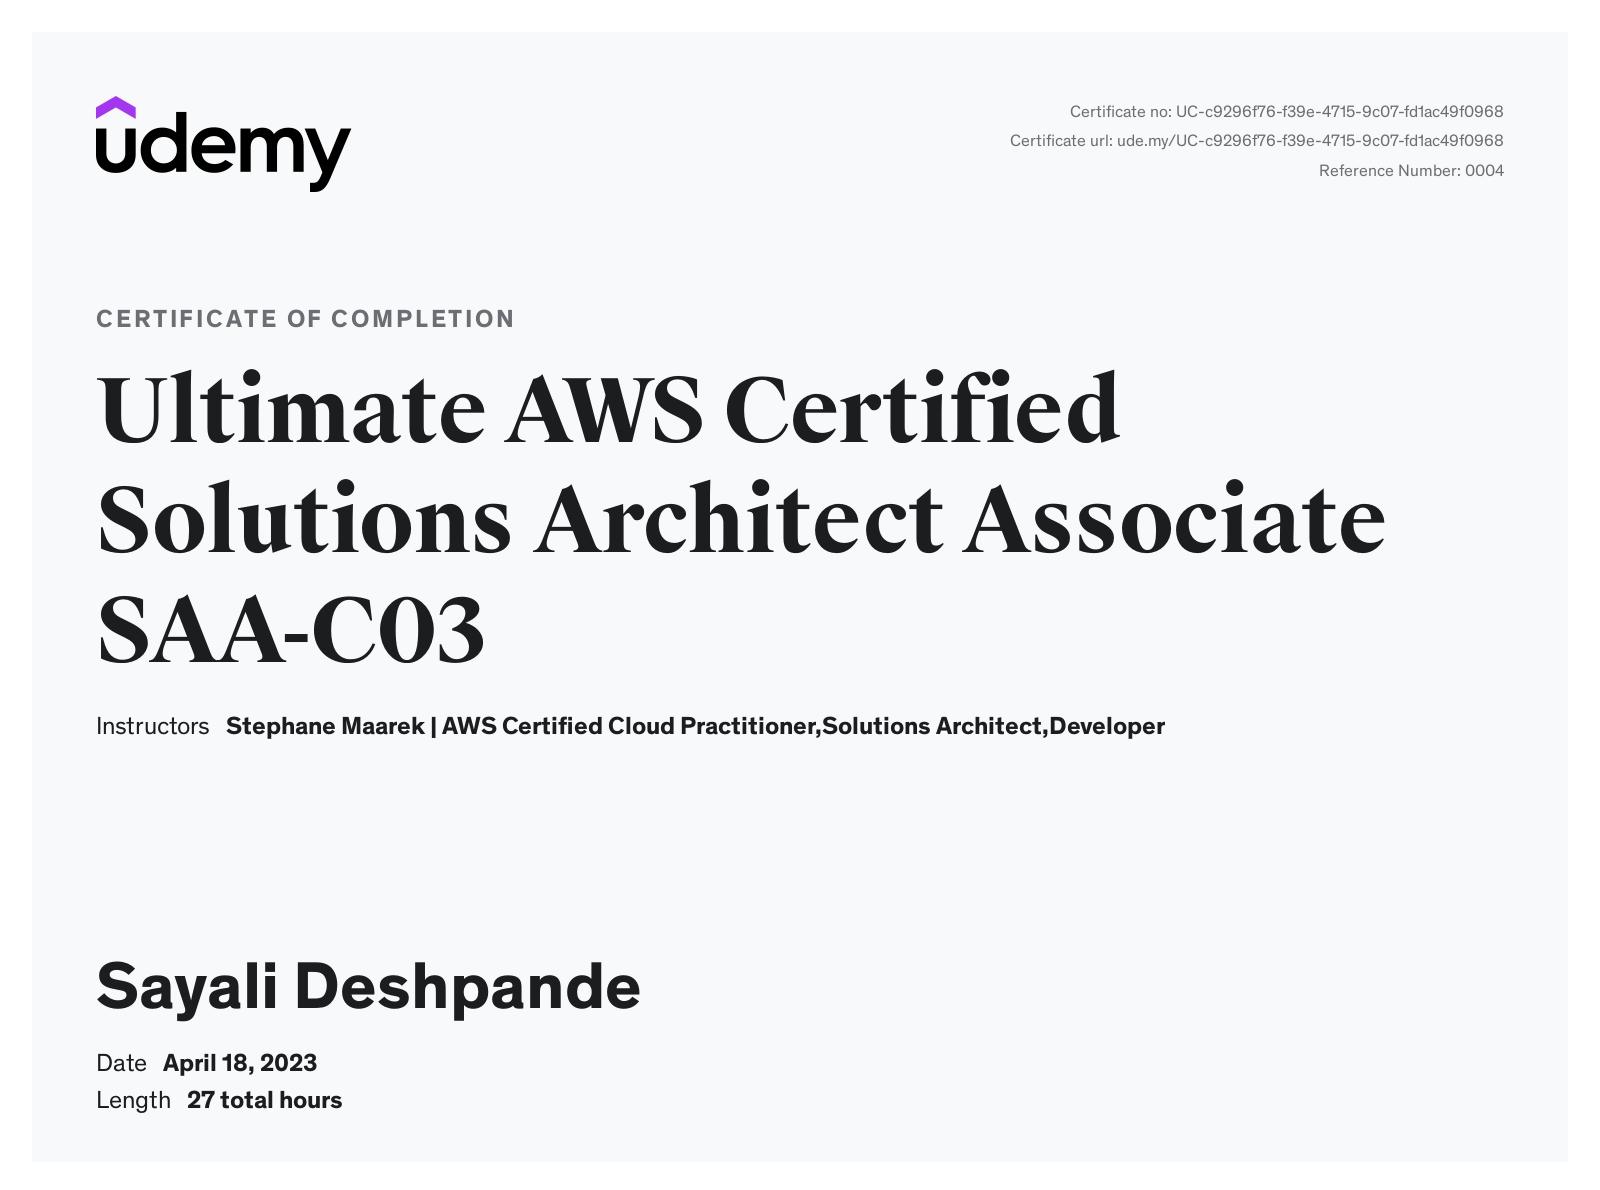 udemy
Certificate no: UC-c9296f76-f39e-4715-9c07-fd1ac49f0968
Certificate url: ude.my/UC-c9296f76-f39e-4715-9c07-fd1ac49f0968
Reference Number: 0004
CERTIFICATE OF COMPLETION
Ultimate AWS Certified
Solutions Architect Associate
SAA-C03
Instructors Stephane Maarek | AWS Certified Cloud Practitioner,Solutions Architect,Developer
Sayali Deshpande
Date April 18, 2023
Length 27 total hours